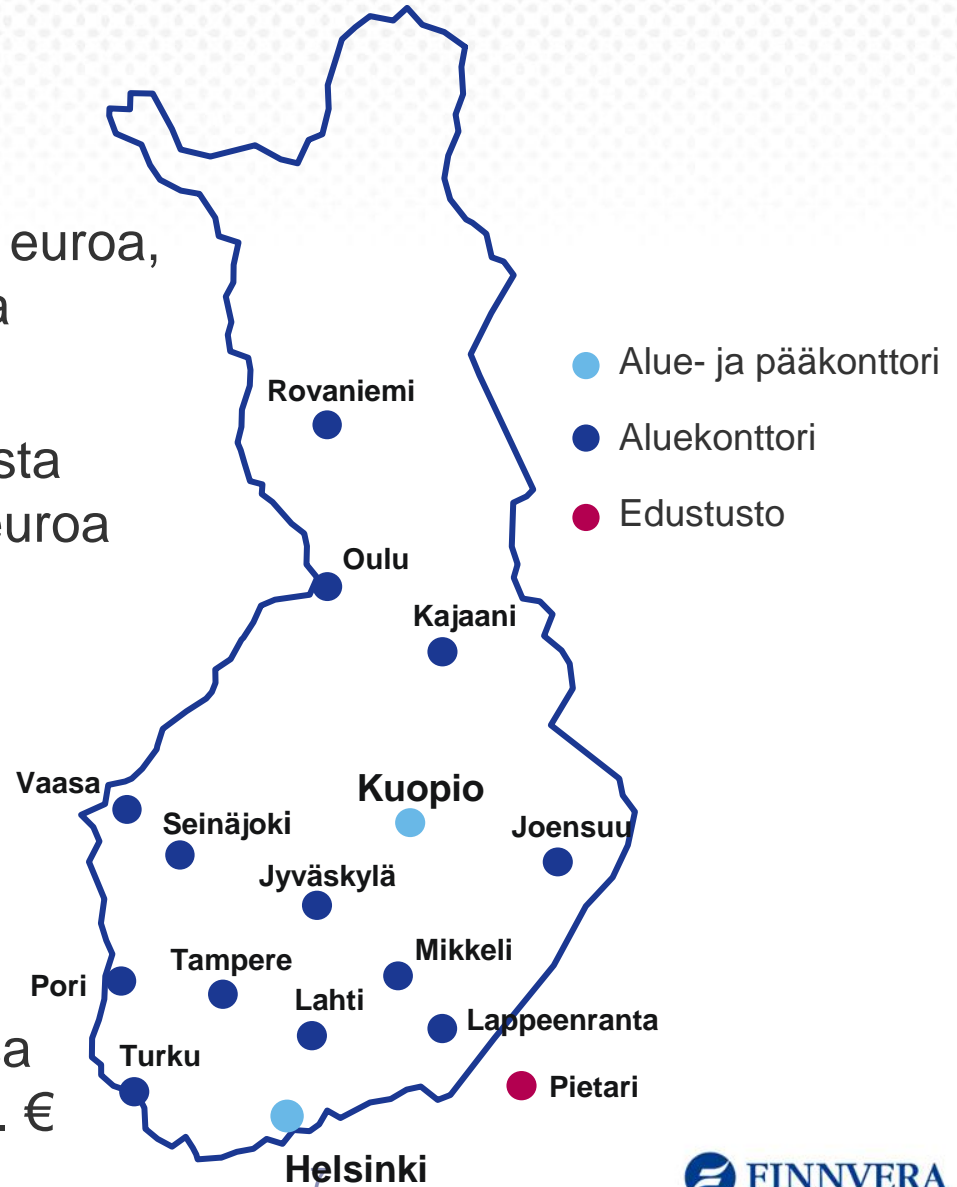 euroa,
Rovaniemi
Alue- ja pääkonttori
Aluekonttori
euroa
Edustusto
Oulu
Kajaani
Vaasa
Kuopio
Seinäjoki
Joensuu
Jyväskylä
Tampere
Mikkeli
Pori
Lahti
Lappeenranta
Turku
Pietari
. €
Helsinki
FINNVERA